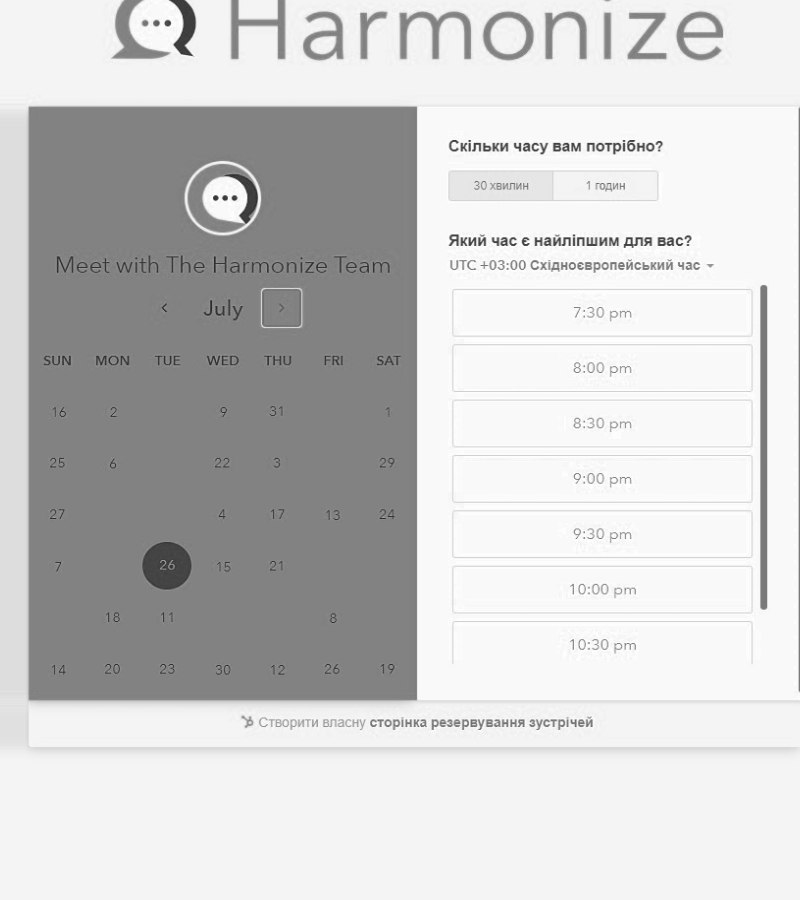 Harmonize
Meet with The Harmonize Team
July
SUN MON TUE WED THU FRI SAT
16 2 9 31 1
25 6 22 3 29
27 4 17 13 24
7 26 15 21
18 11 8
14 20 23 30 12 26 19
Скільки часу вам потрібно?
30 хвилин 1 годин
Який час є найліпшим для вас?
UTC +03:00 Східноєвропейський час
7:30 pm
8:00 pm
8:30 pm
9:00 pm
9:30 pm
10:00 pm
10:30 pm
Створити власну сторінка резервування зустрічей